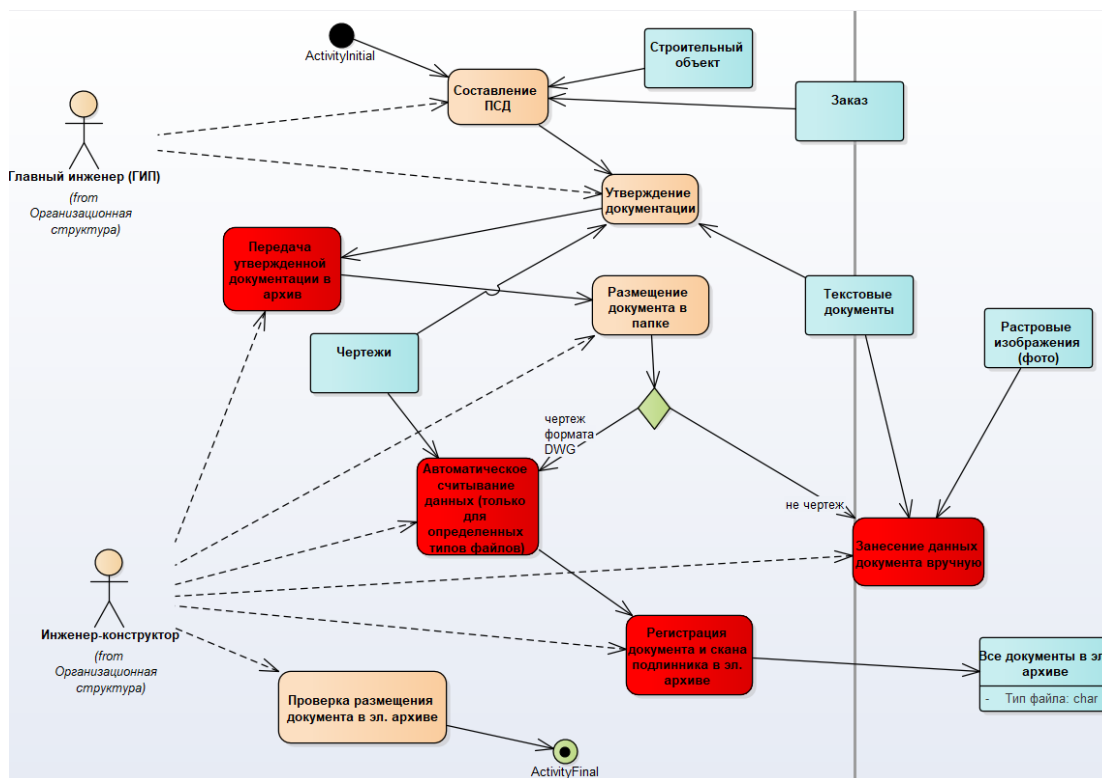 ActivityInitial
Строительный
объект
Составление
ПСД
Заказ
Главный инженер (ГИП)
(from
Организационная
структура)
Утверждение
документации
Передача
утвержденной
документации в
архив
Размещение
документа в
папке
Текстовые
документы
Растровые
изображения
(фото)
Чертежи
чертеж
формата
DWG
Автоматическое
считывание
данных (только
для
определенных
типов файлов)
не чертеж
Занесение данных
документа вручную
Инженер-конструктор
(from
Организационная
структура)
Регистрация
документа и скана
подлинника в эл.
архиве
Все документы в эл.
архиве
- Тип файла: char
Проверка размещения
документа в эл. архиве
ActivityFinal